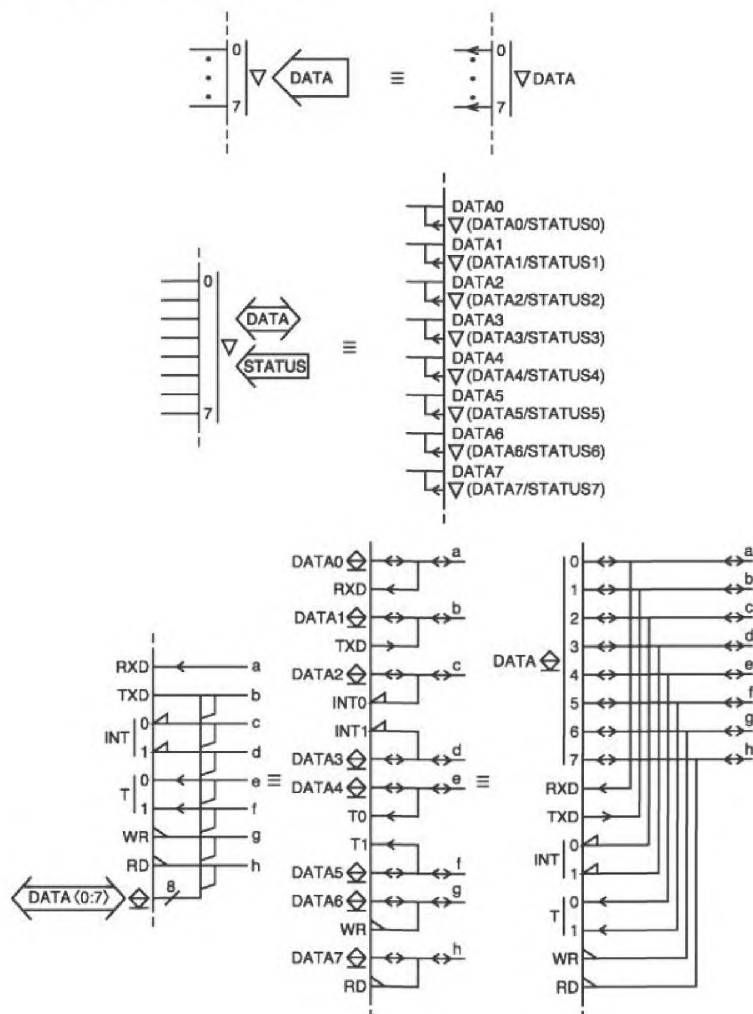 0
DATA
7
≡
0
DATA
7
0
DATA
STATUS
7
≡
DATA0
(DATA0/STATUS0)
DATA1
(DATA1/STATUS1)
DATA2
(DATA2/STATUS2)
DATA3
(DATA3/STATUS3)
DATA4
(DATA4/STATUS4)
DATA5
(DATA5/STATUS5)
DATA6
(DATA6/STATUS6)
DATA7
(DATA7/STATUS7)
RXD a
TXD b
INT 0 c
1 d
T 0 e
1 f
WR g
RD h
DATA⟨0:7⟩ 8
≡
DATA0 a
RXD
DATA1 b
TXD
DATA2 c
INT0
INT1
DATA3 d
DATA4 e
T0
T1
DATA5 f
DATA6 g
WR
DATA7 h
RD
≡
0 a
1 b
2 c
3 d
DATA
4 e
5 f
6 g
7 h
RXD
TXD
INT 0
1
T 0
1
WR
RD